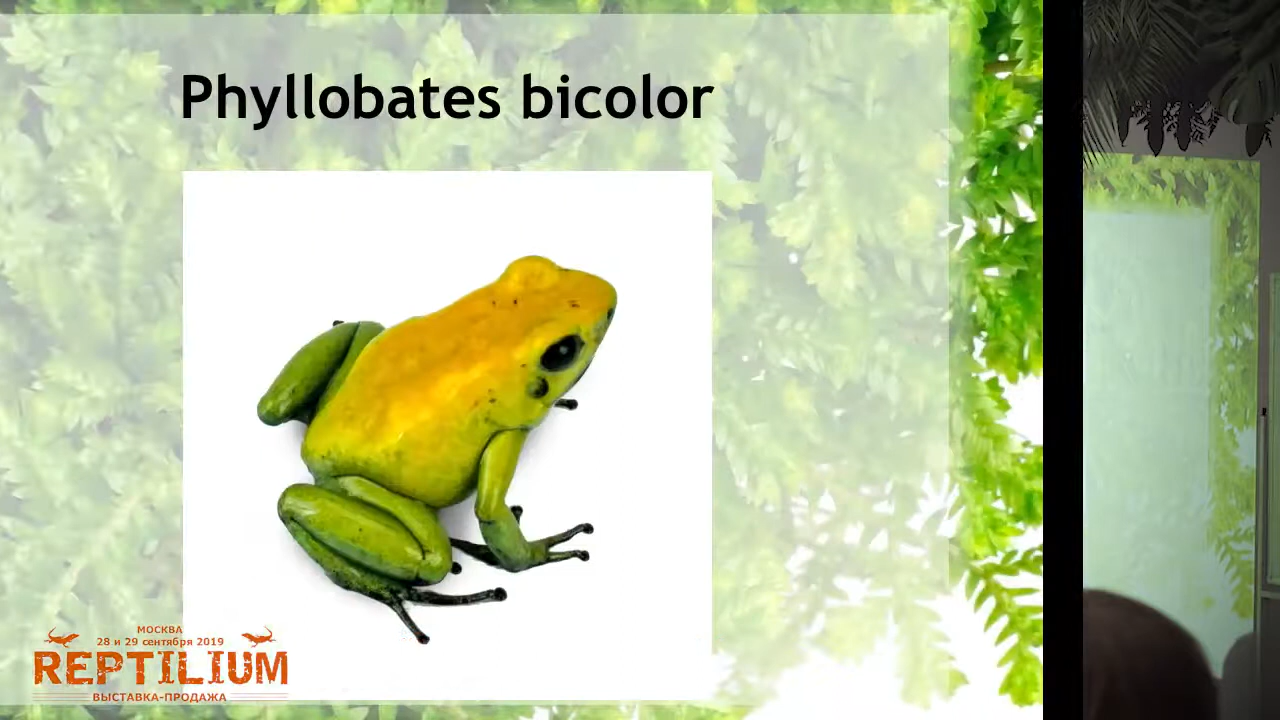 Phyllobates bicolor
МОСКВА
28 и 29 сентября 2019
REPTILIUM
ВЫСТАВКА-ПРОДАЖА